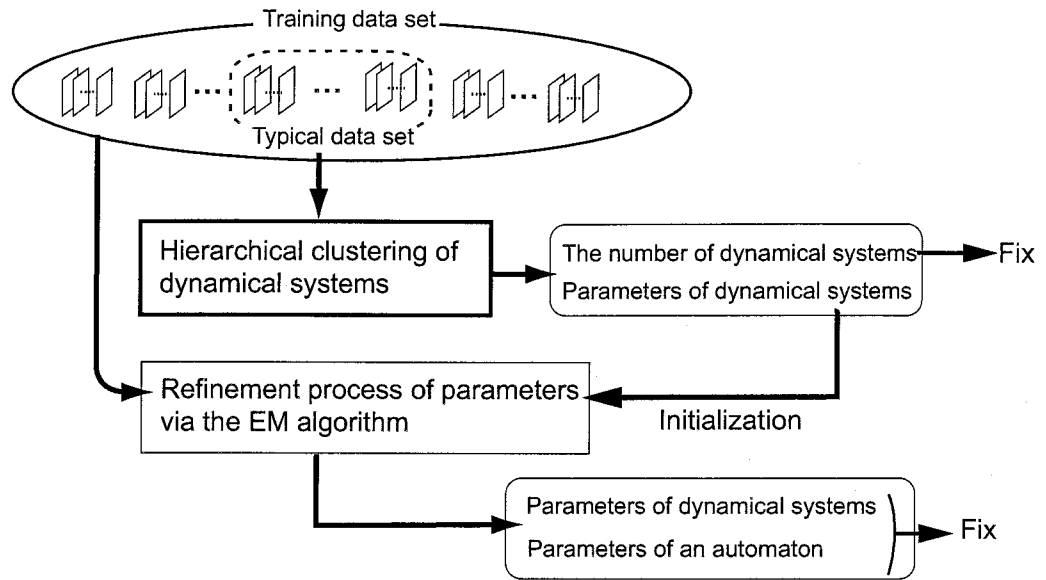 Training data set
Typical data set
Hierarchical clustering of
dynamical systems
The number of dynamical systems
Parameters of dynamical systems
Fix
Refinement process of parameters
via the EM algorithm
Initialization
Parameters of dynamical systems
Parameters of an automaton
Fix